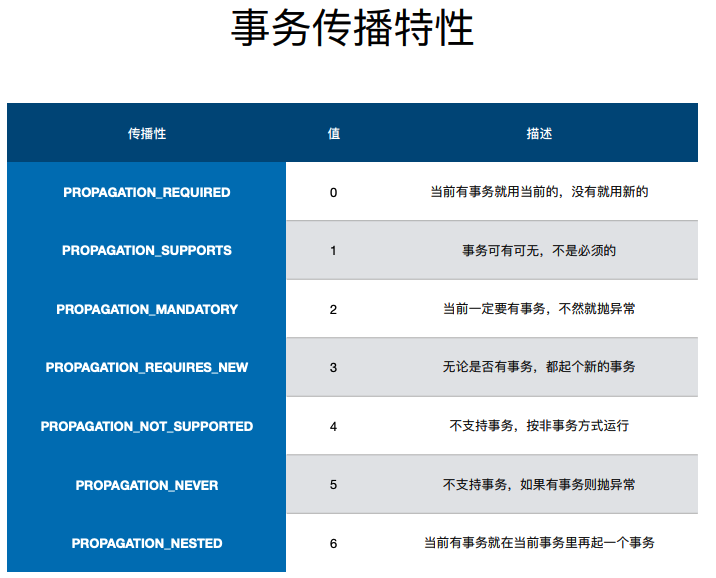 事务传播特性
传播性 值 描述
PROPAGATION_REQUIRED 0 当前有事务就用当前的，没有就用新的
PROPAGATION_SUPPORTS 1 事务可有可无，不是必须的
PROPAGATION_MANDATORY 2 当前一定要有事务，不然就抛异常
PROPAGATION_REQUIRES_NEW 3 无论是否有事务，都起个新的事务
PROPAGATION_NOT_SUPPORTED 4 不支持事务，按非事务方式运行
PROPAGATION_NEVER 5 不支持事务，如果有事务则抛异常
PROPAGATION_NESTED 6 当前有事务就在当前事务里再起一个事务